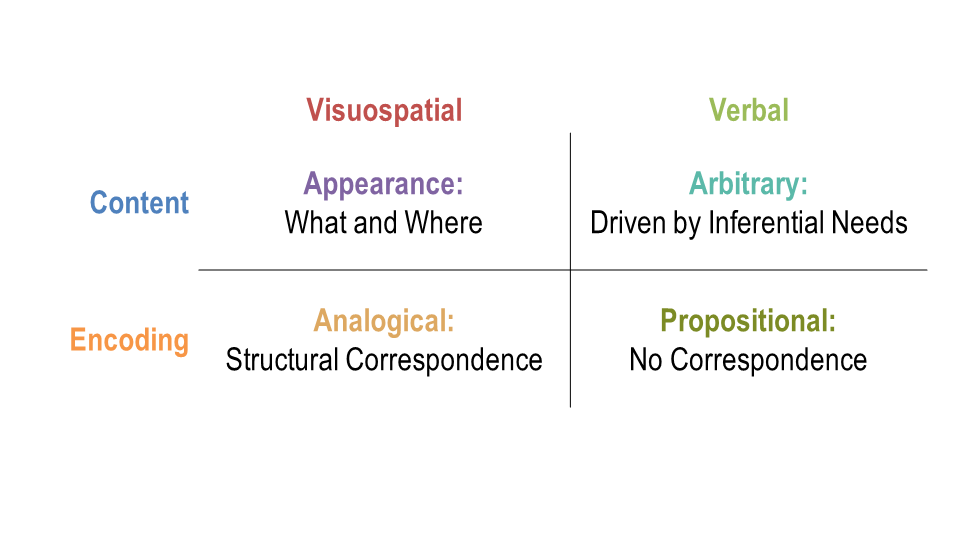 Visuospatial
Verbal
Content
Appearance:
What and Where
Arbitrary:
Driven by Inferential Needs
Encoding
Analogical:
Structural Correspondence
Propositional:
No Correspondence